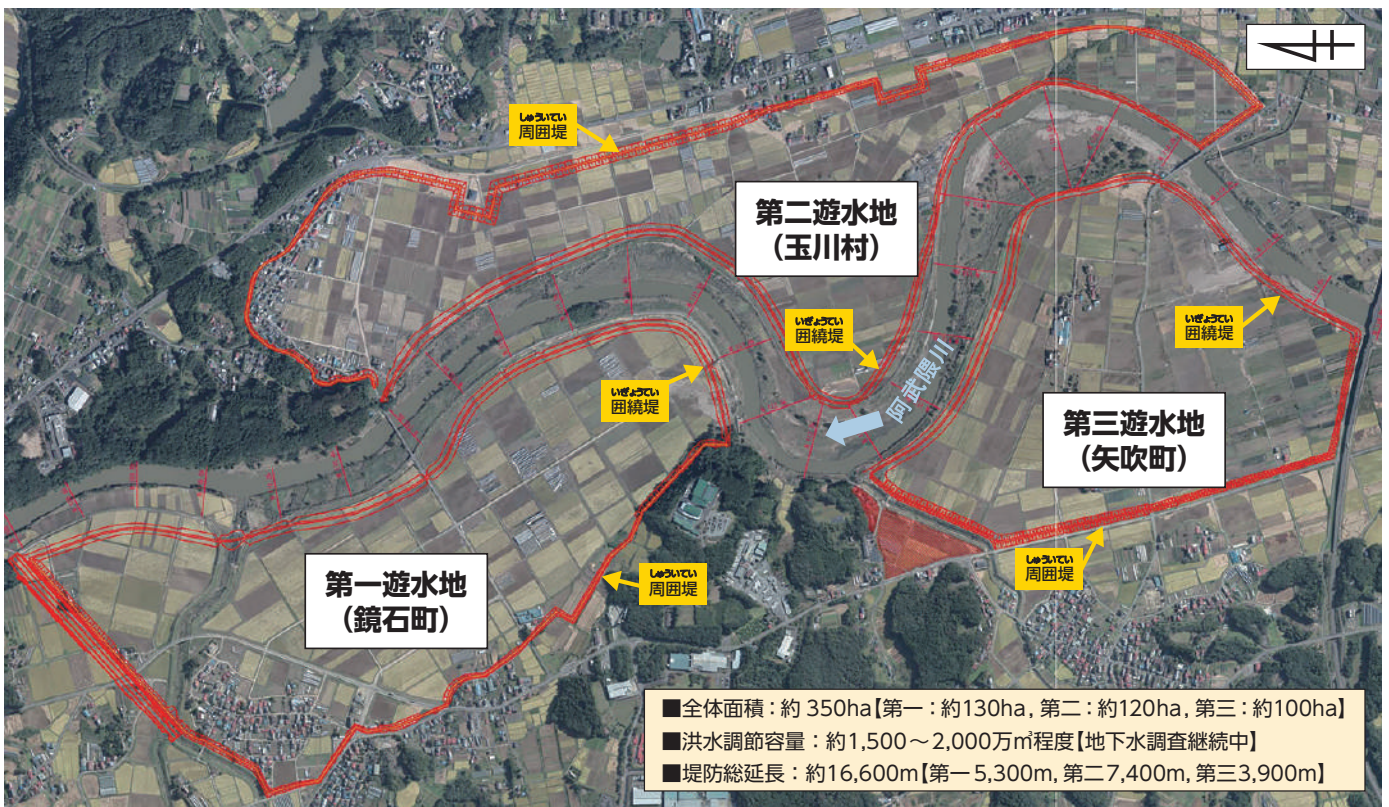 しゅういてい
周囲堤
第二遊水地
（玉川村）
いぎょうてい
囲繞堤
いぎょうてい
囲繞堤
いぎょうてい
囲繞堤
阿武隈川
第三遊水地
（矢吹町）
第一遊水地
（鏡石町）
しゅういてい
周囲堤
しゅういてい
周囲堤
■全体面積：約 350ha【第一：約130ha, 第二：約120ha, 第三：約100ha】
■洪水調節容量：約1,500～2,000万㎥程度【地下水調査継続中】
■堤防総延長：約16,600m【第一 5,300m, 第二 7,400m, 第三 3,900m】